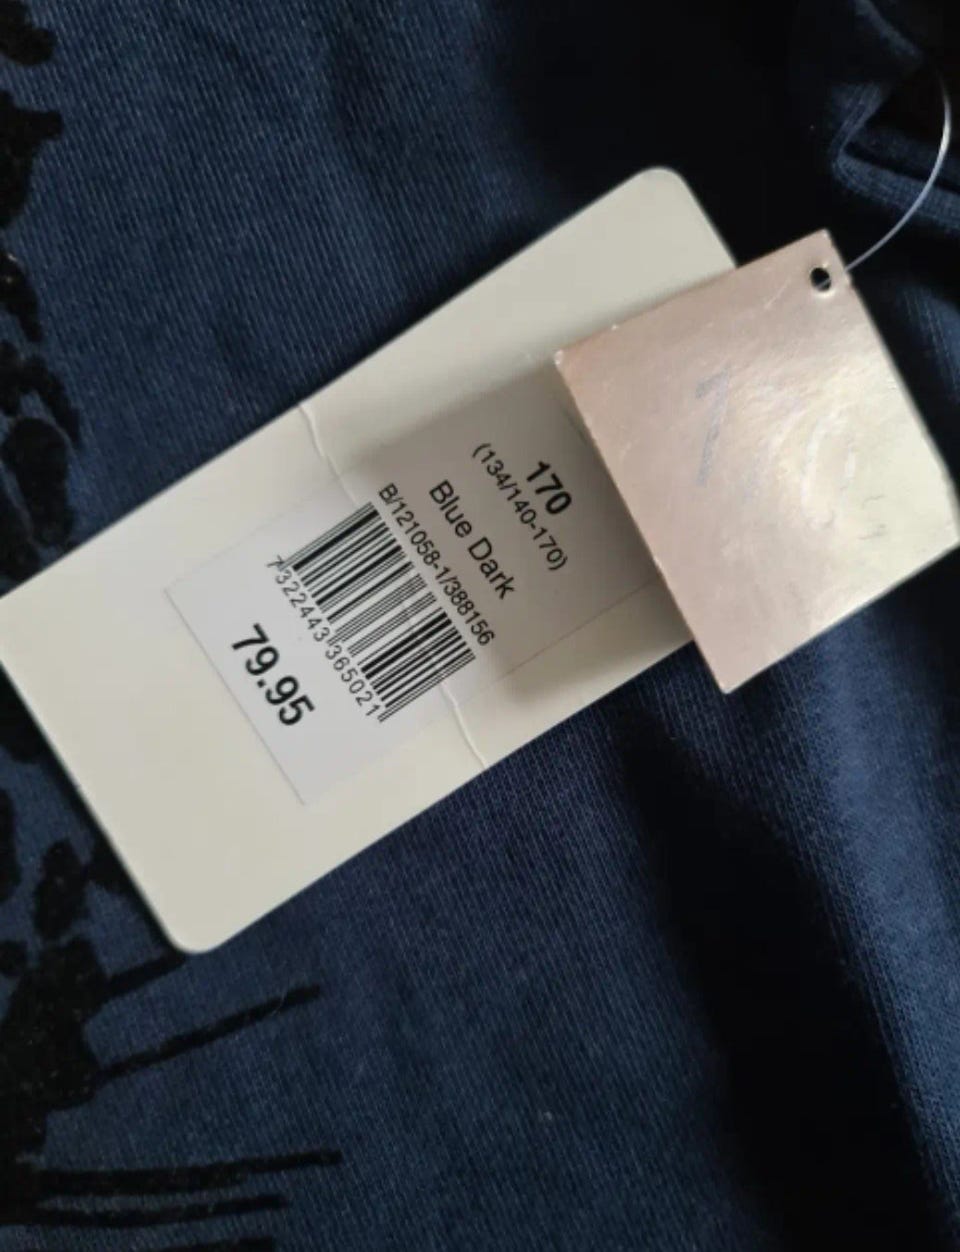 170
(134/140-170)
Blue Dark
B/121058-1/388156
7322443365021
79.95